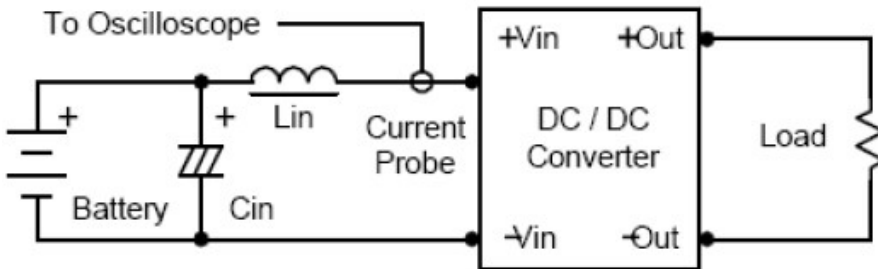 To Oscilloscope
+Vin
+Out
+
+
Lin
Current
Probe
DC / DC
Converter
Load
Battery
Cin
-Vin
-Out